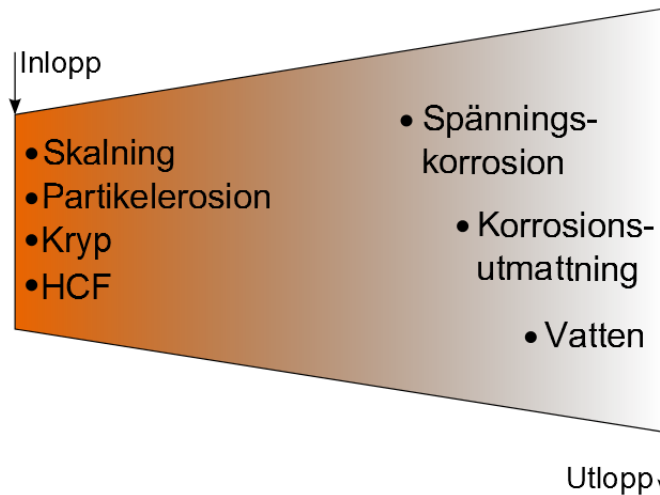 Inlopp
• Skalning
• Partikelerosion
• Kryp
• HCF
• Spännings-
korrosion
• Korrosions-
utmattning
• Vatten
Utlopp